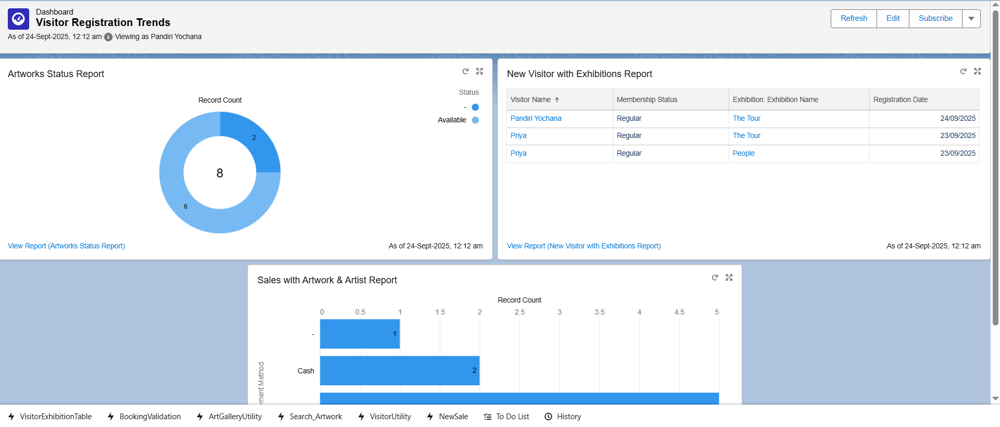 Dashboard
Visitor Registration Trends
As of 24-Sept-2025, 12:12 am·Viewing as Pandiri Yochana
Refresh
Edit
Subscribe
Artworks Status Report
Record Count
Status
-
Available
2
8
6
View Report (Artworks Status Report)
As of 24-Sept-2025, 12:12 am
New Visitor with Exhibitions Report
Visitor Name Membership Status Exhibition: Exhibition Name Registration Date
Pandiri Yochana Regular The Tour 24/09/2025
Priya Regular The Tour 23/09/2025
Priya Regular People 23/09/2025
View Report (New Visitor with Exhibitions Report)
As of 24-Sept-2025, 12:12 am
Sales with Artwork & Artist Report
Record Count
0 0.5 1 1.5 2 2.5 3 3.5 4 4.5 5
- 1
Cash 2
Method
VisitorExhibitionTable BookingValidation ArtGalleryUtility Search_Artwork VisitorUtility NewSale To Do List History